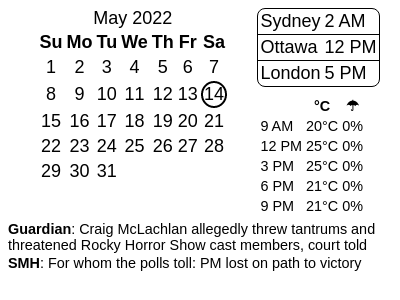 May 2022
Su Mo Tu We Th Fr Sa
1 2 3 4 5 6 7
8 9 10 11 12 13 14
15 16 17 18 19 20 21
22 23 24 25 26 27 28
29 30 31
Sydney 2 AM
Ottawa 12 PM
London 5 PM
°C ☂
9 AM 20°C 0%
12 PM 25°C 0%
3 PM 25°C 0%
6 PM 21°C 0%
9 PM 21°C 0%
Guardian: Craig McLachlan allegedly threw tantrums and
threatened Rocky Horror Show cast members, court told
SMH: For whom the polls toll: PM lost on path to victory